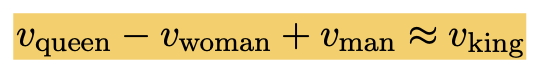 v_queen − v_woman + v_man ≈ v_king